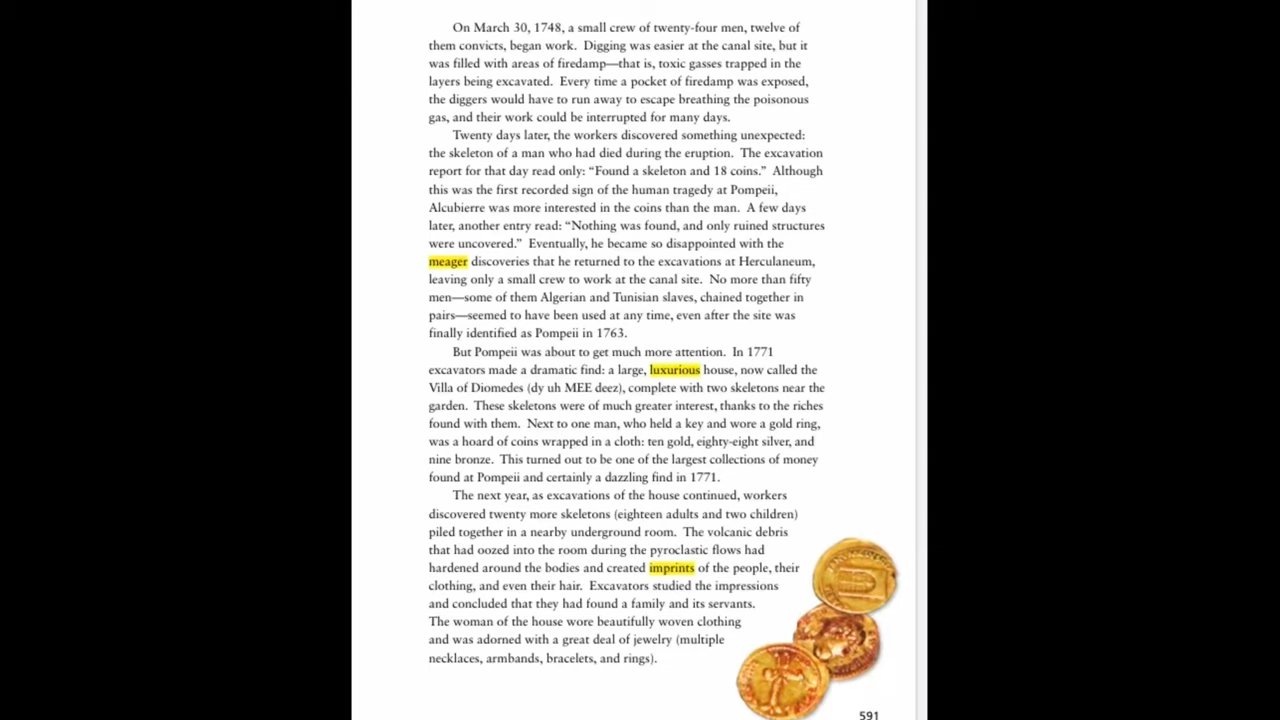 On March 30, 1748, a small crew of twenty-four men, twelve of
them convicts, began work. Digging was easier at the canal site, but it
was filled with areas of firedamp—that is, toxic gasses trapped in the
layers being excavated. Every time a pocket of firedamp was exposed,
the diggers would have to run away to escape breathing the poisonous
gas, and their work could be interrupted for many days.
Twenty days later, the workers discovered something unexpected:
the skeleton of a man who had died during the eruption. The excavation
report for that day read only: “Found a skeleton and 18 coins.” Although
this was the first recorded sign of the human tragedy at Pompeii,
Alcubierre was more interested in the coins than the man. A few days
later, another entry read: “Nothing was found, and only ruined structures
were uncovered.” Eventually, he became so disappointed with the
meager discoveries that he returned to the excavations at Herculaneum,
leaving only a small crew to work at the canal site. No more than fifty
men—some of them Algerian and Tunisian slaves, chained together in
pairs—seemed to have been used at any time, even after the site was
finally identified as Pompeii in 1763.
But Pompeii was about to get much more attention. In 1771
excavators made a dramatic find: a large, luxurious house, now called the
Villa of Diomedes (dy uh MEE deez), complete with two skeletons near the
garden. These skeletons were of much greater interest, thanks to the riches
found with them. Next to one man, who held a key and wore a gold ring,
was a hoard of coins wrapped in a cloth: ten gold, eighty-eight silver, and
nine bronze. This turned out to be one of the largest collections of money
found at Pompeii and certainly a dazzling find in 1771.
The next year, as excavations of the house continued, workers
discovered twenty more skeletons (eighteen adults and two children)
piled together in a nearby underground room. The volcanic debris
that had oozed into the room during the pyroclastic flows had
hardened around the bodies and created imprints of the people, their
clothing, and even their hair. Excavators studied the impressions
and concluded that they had found a family and its servants.
The woman of the house wore beautifully woven clothing
and was adorned with a great deal of jewelry (multiple
necklaces, armbands, bracelets, and rings).
591